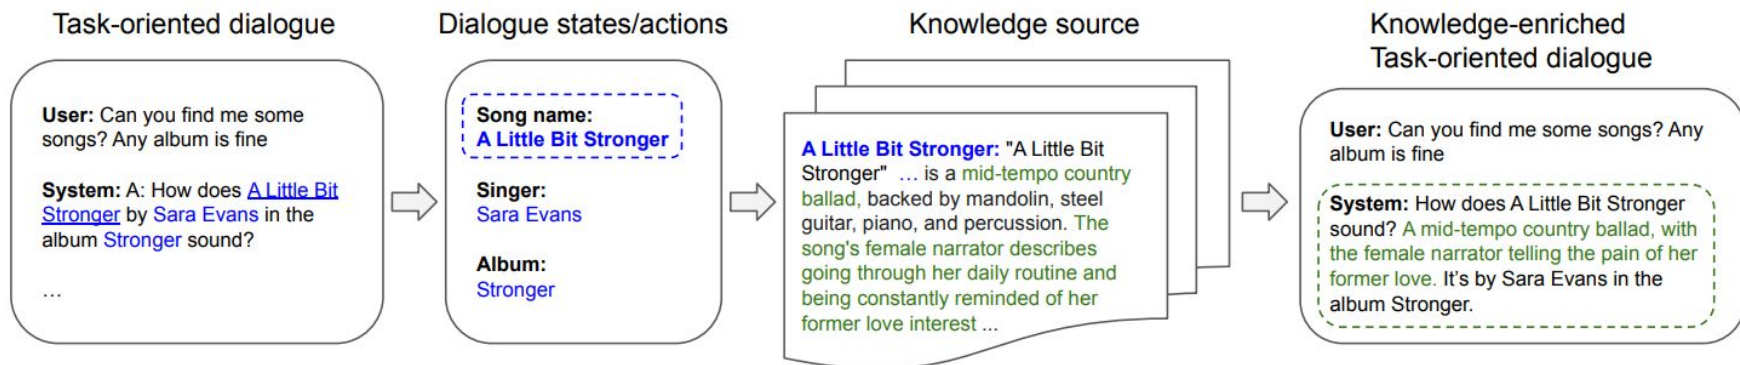 Task-oriented dialogue
User: Can you find me some
songs? Any album is fine
System: A: How does A Little Bit
Stronger by Sara Evans in the
album Stronger sound?
...
Dialogue states/actions
Song name:
A Little Bit Stronger
Singer:
Sara Evans
Album:
Stronger
Knowledge source
A Little Bit Stronger: "A Little Bit
Stronger" ... is a mid-tempo country
ballad, backed by mandolin, steel
guitar, piano, and percussion. The
song's female narrator describes
going through her daily routine and
being constantly reminded of her
former love interest ...
Knowledge-enriched
Task-oriented dialogue
User: Can you find me some songs? Any
album is fine
System: How does A Little Bit Stronger
sound? A mid-tempo country ballad, with
the female narrator telling the pain of her
former love. It's by Sara Evans in the
album Stronger.